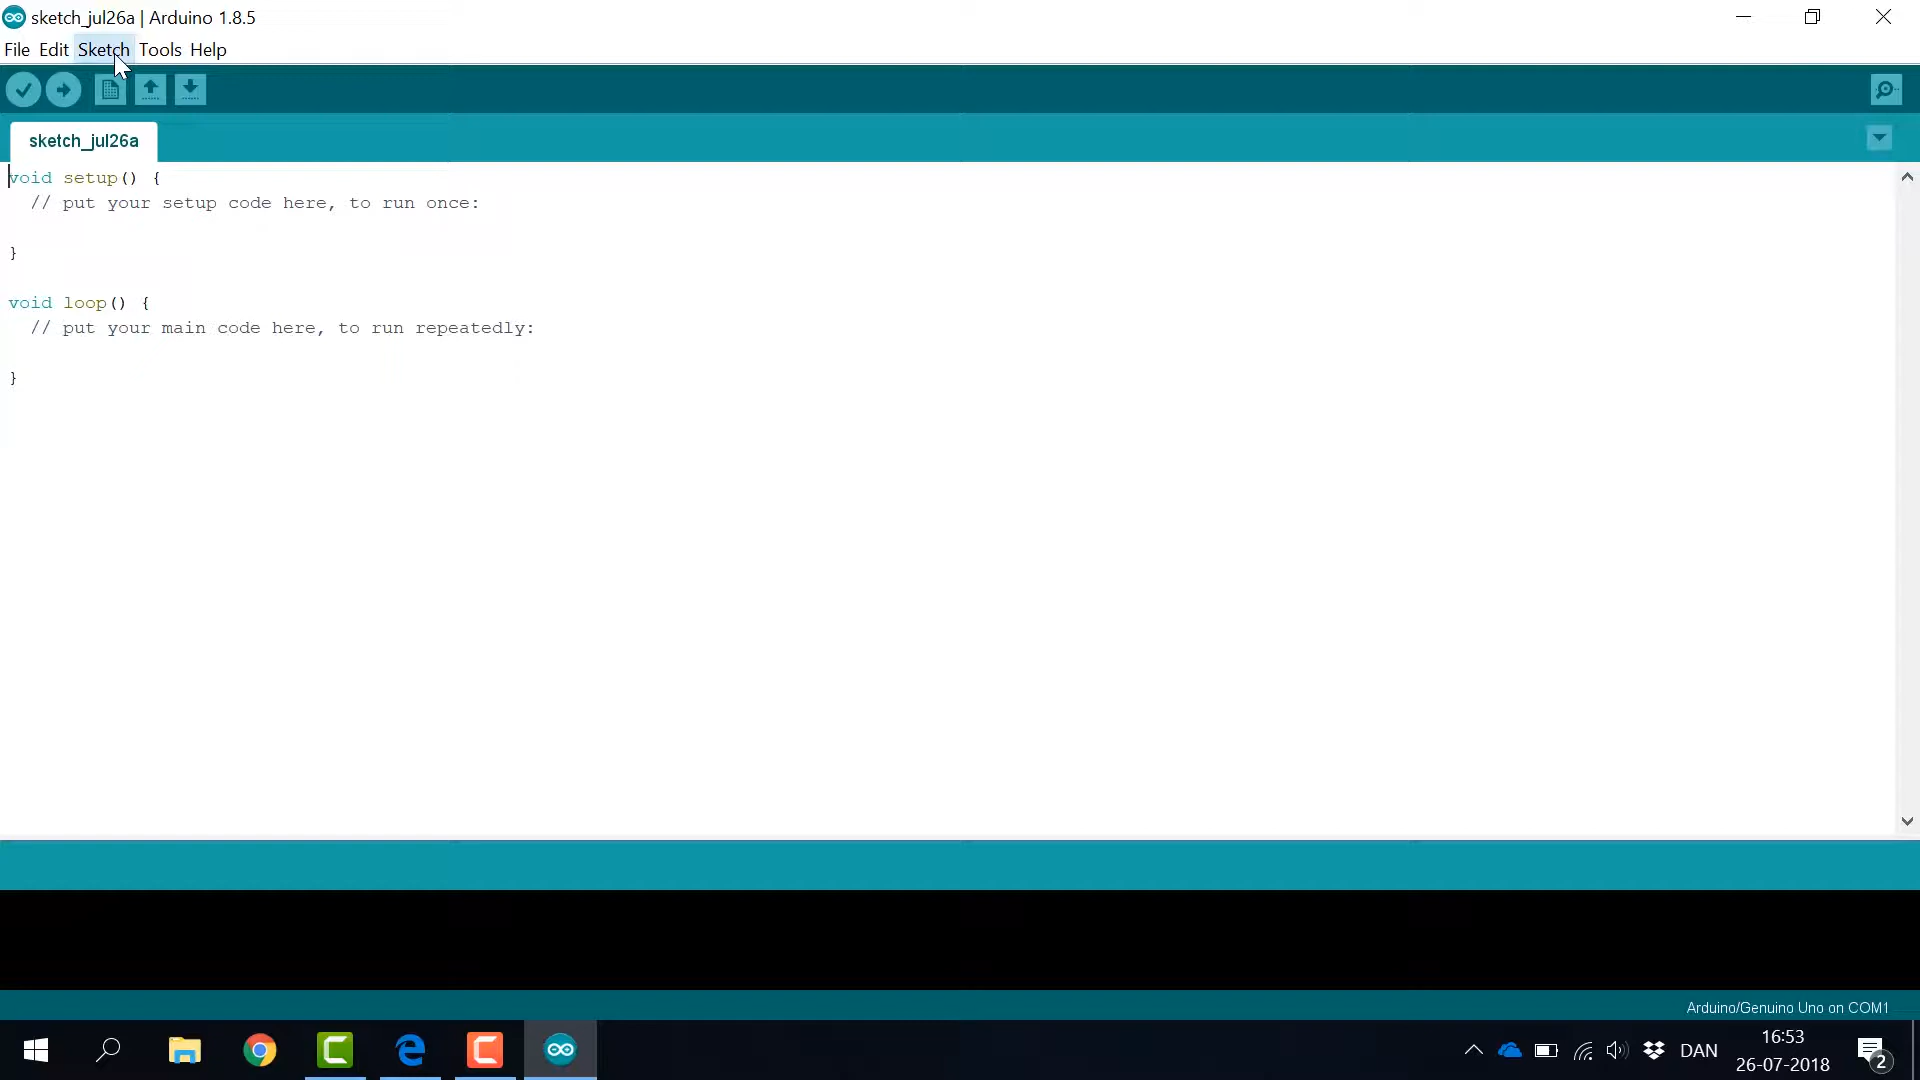 sketch_jul26a | Arduino 1.8.5
File Edit Sketch Tools Help
sketch_jul26a
void setup() {
  // put your setup code here, to run once:
}
void loop() {
  // put your main code here, to run repeatedly:
}
Arduino/Genuino Uno on COM1
DAN
16:53
26-07-2018
2